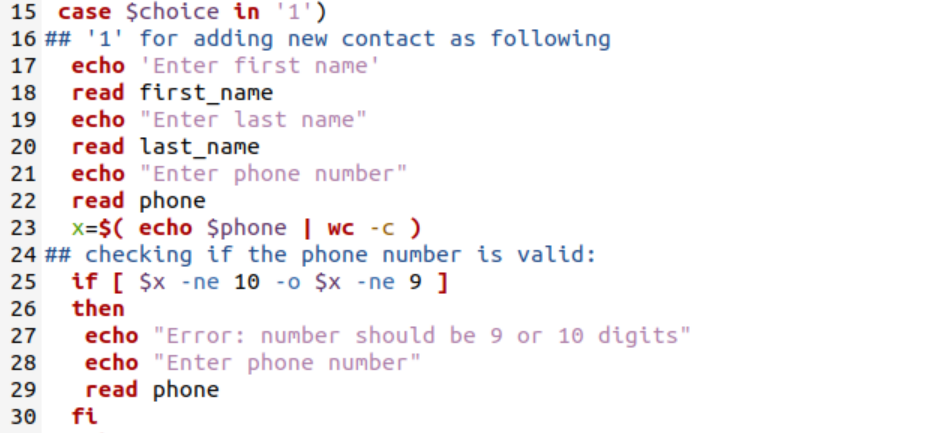 15 case $choice in '1')
16 ## '1' for adding new contact as following
17 echo 'Enter first name'
18 read first_name
19 echo "Enter last name"
20 read last_name
21 echo "Enter phone number"
22 read phone
23 x=$( echo $phone | wc -c )
24 ## checking if the phone number is valid:
25 if [ $x -ne 10 -o $x -ne 9 ]
26 then
27 echo "Error: number should be 9 or 10 digits"
28 echo "Enter phone number"
29 read phone
30 fi